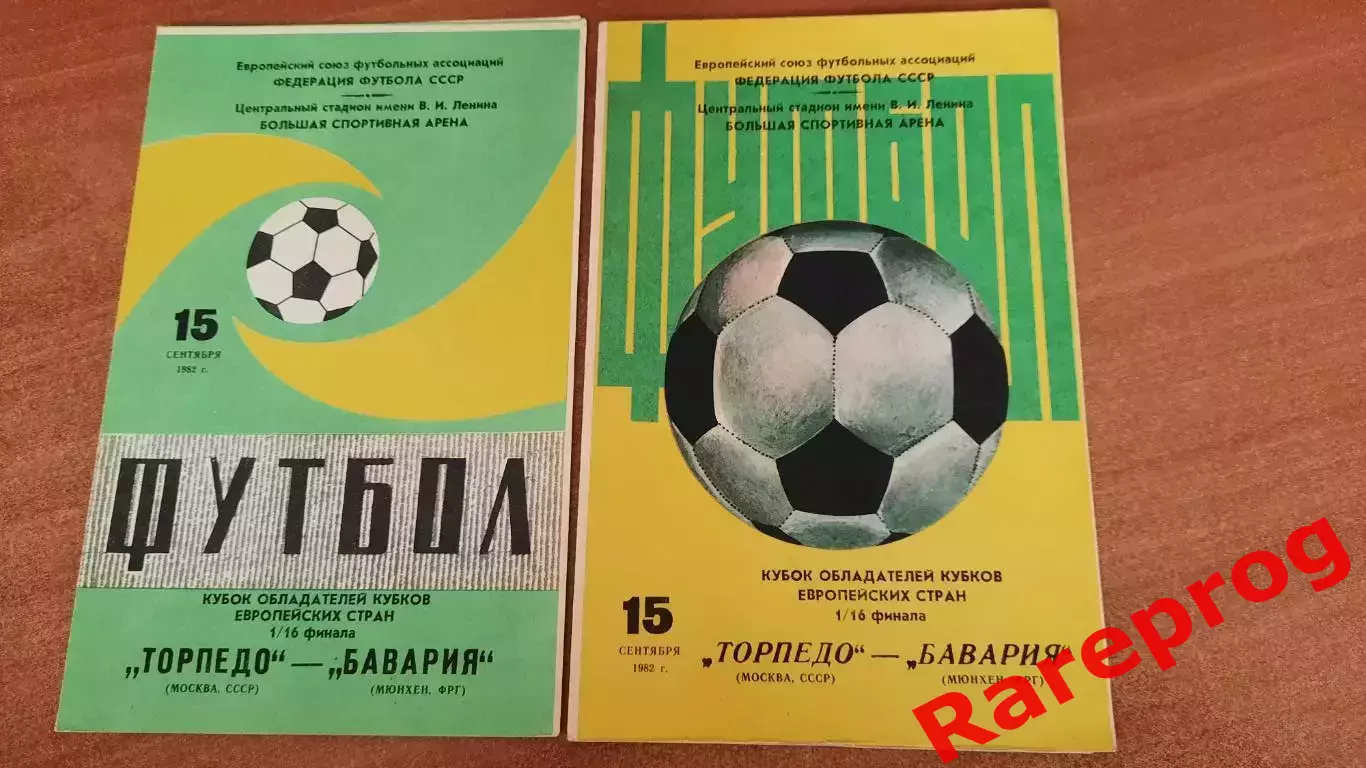 Европейский союз футбольных ассоциаций
ФЕДЕРАЦИЯ ФУТБОЛА СССР
Центральный стадион имени В. И. Ленина
БОЛЬШАЯ СПОРТИВНАЯ АРЕНА
15
СЕНТЯБРЯ
1982 г.
ФУТБОЛ
КУБОК ОБЛАДАТЕЛЕЙ КУБКОВ
ЕВРОПЕЙСКИХ СТРАН
1/16 финала
„ТОРПЕДО“ — „БАВАРИЯ“
(МОСКВА, СССР) (МЮНХЕН, ФРГ)
Европейский союз футбольных ассоциаций
ФЕДЕРАЦИЯ ФУТБОЛА СССР
Центральный стадион имени В. И. Ленина
БОЛЬШАЯ СПОРТИВНАЯ АРЕНА
ФУТБОЛ
КУБОК ОБЛАДАТЕЛЕЙ КУБКОВ
ЕВРОПЕЙСКИХ СТРАН
1/16 финала
15
СЕНТЯБРЯ
1982 г.
„ТОРПЕДО“ — „БАВАРИЯ“
(МОСКВА, СССР) (МЮНХЕН, ФРГ)
Rareprog